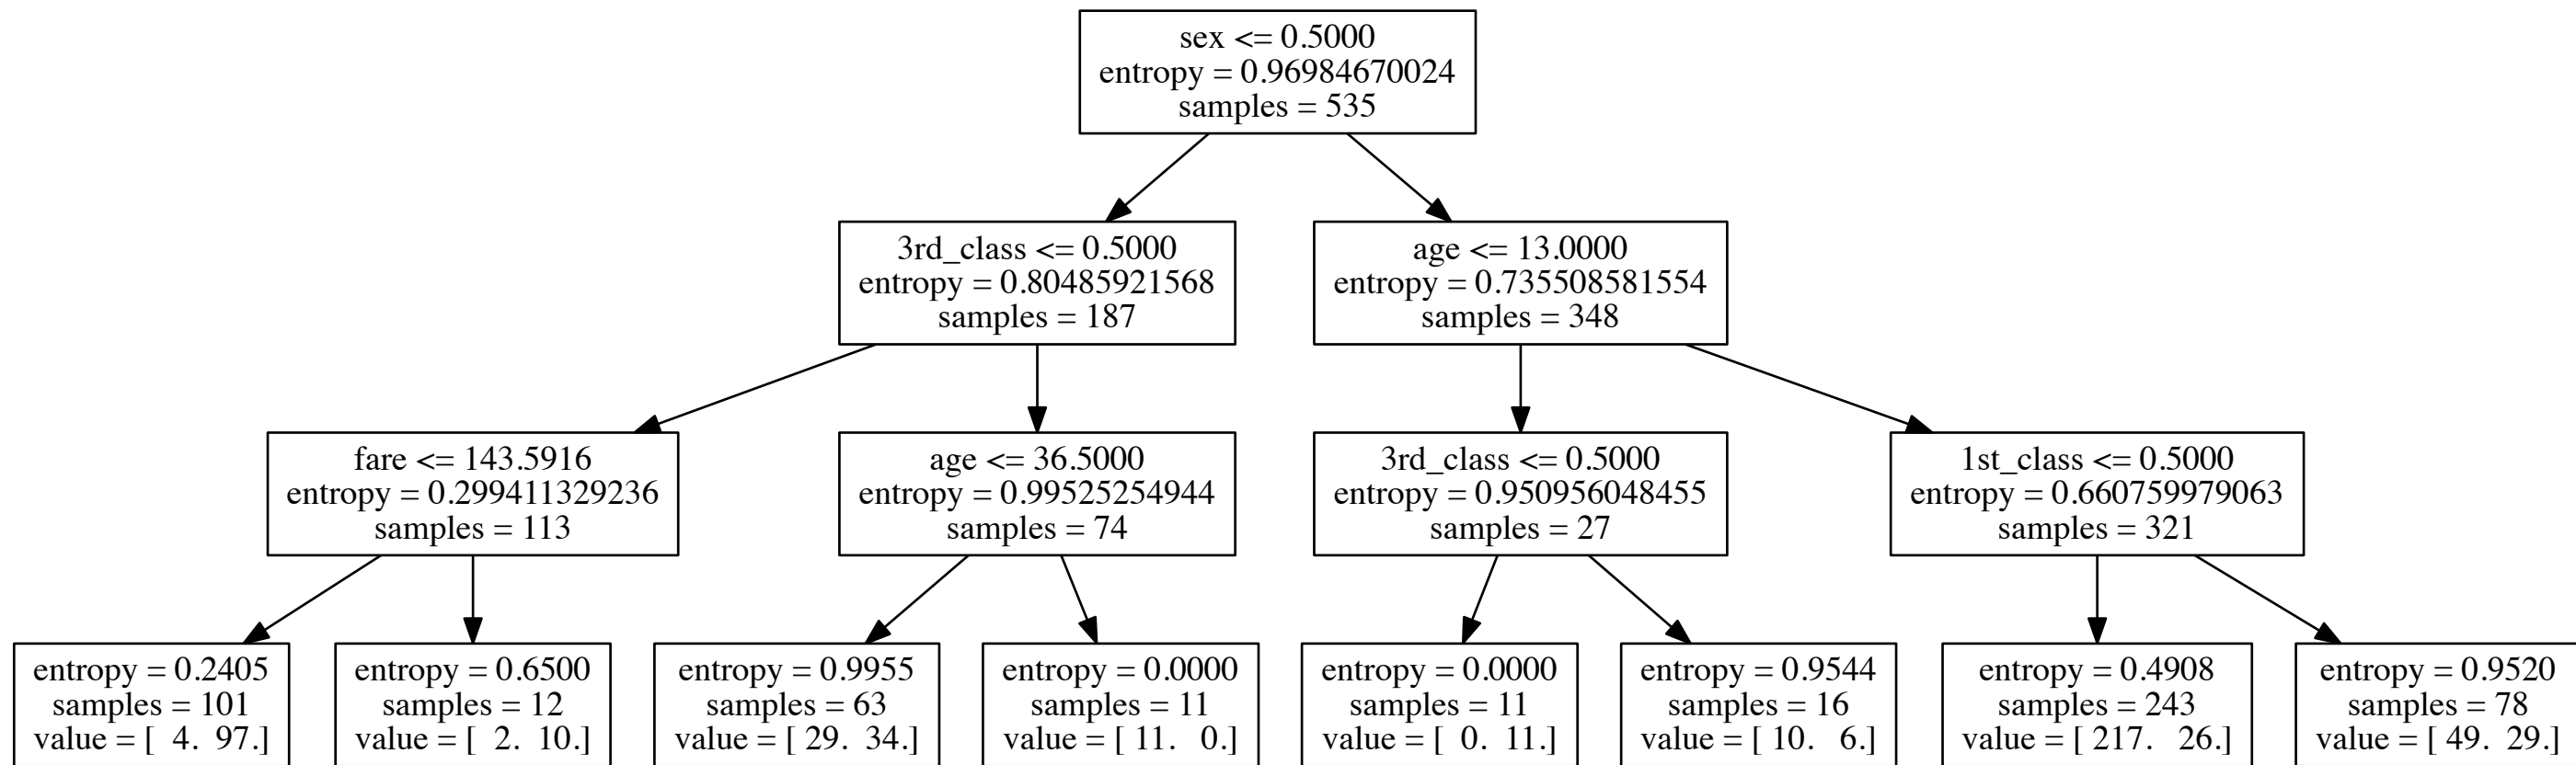 sex <= 0.5000
entropy = 0.96984670024
samples = 535
3rd_class <= 0.5000
entropy = 0.80485921568
samples = 187
age <= 13.0000
entropy = 0.735508581554
samples = 348
fare <= 143.5916
entropy = 0.299411329236
samples = 113
age <= 36.5000
entropy = 0.99525254944
samples = 74
3rd_class <= 0.5000
entropy = 0.950956048455
samples = 27
1st_class <= 0.5000
entropy = 0.660759979063
samples = 321
entropy = 0.2405
samples = 101
value = [  4.  97.]
entropy = 0.6500
samples = 12
value = [  2.  10.]
entropy = 0.9955
samples = 63
value = [ 29.  34.]
entropy = 0.0000
samples = 11
value = [ 11.   0.]
entropy = 0.0000
samples = 11
value = [  0.  11.]
entropy = 0.9544
samples = 16
value = [ 10.   6.]
entropy = 0.4908
samples = 243
value = [ 217.   26.]
entropy = 0.9520
samples = 78
value = [ 49.  29.]